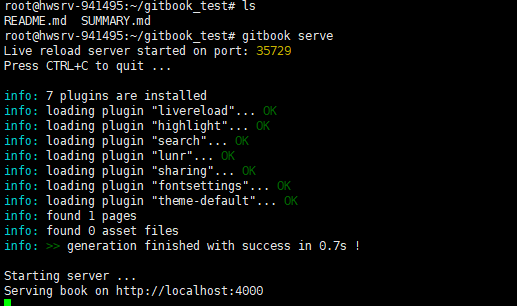 root@hwsrv-941495:~/gitbook_test# ls
README.md  SUMMARY.md
root@hwsrv-941495:~/gitbook_test# gitbook serve
Live reload server started on port: 35729
Press CTRL+C to quit ...
info: 7 plugins are installed
info: loading plugin "livereload"... OK
info: loading plugin "highlight"... OK
info: loading plugin "search"... OK
info: loading plugin "lunr"... OK
info: loading plugin "sharing"... OK
info: loading plugin "fontsettings"... OK
info: loading plugin "theme-default"... OK
info: found 1 pages
info: found 0 asset files
info: >> generation finished with success in 0.7s !
Starting server ...
Serving book on http://localhost:4000